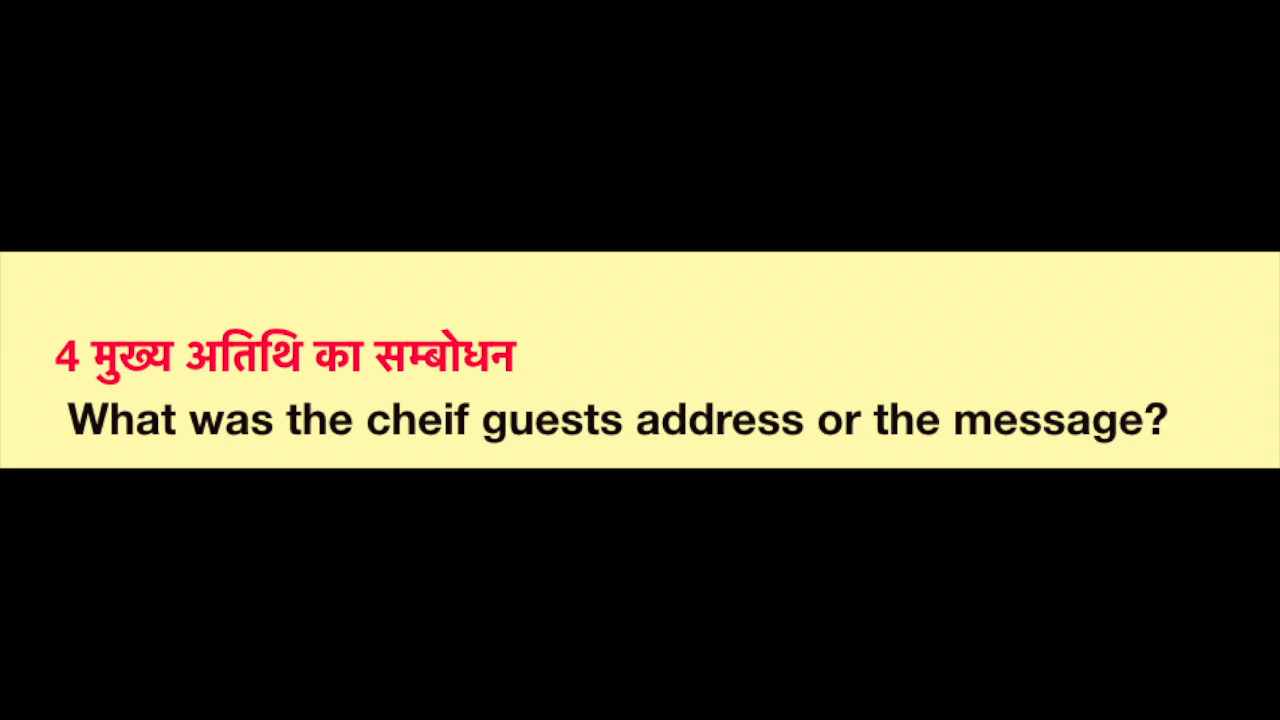 4 मुख्य अतिथि का सम्बोधन
What was the cheif guests address or the message?